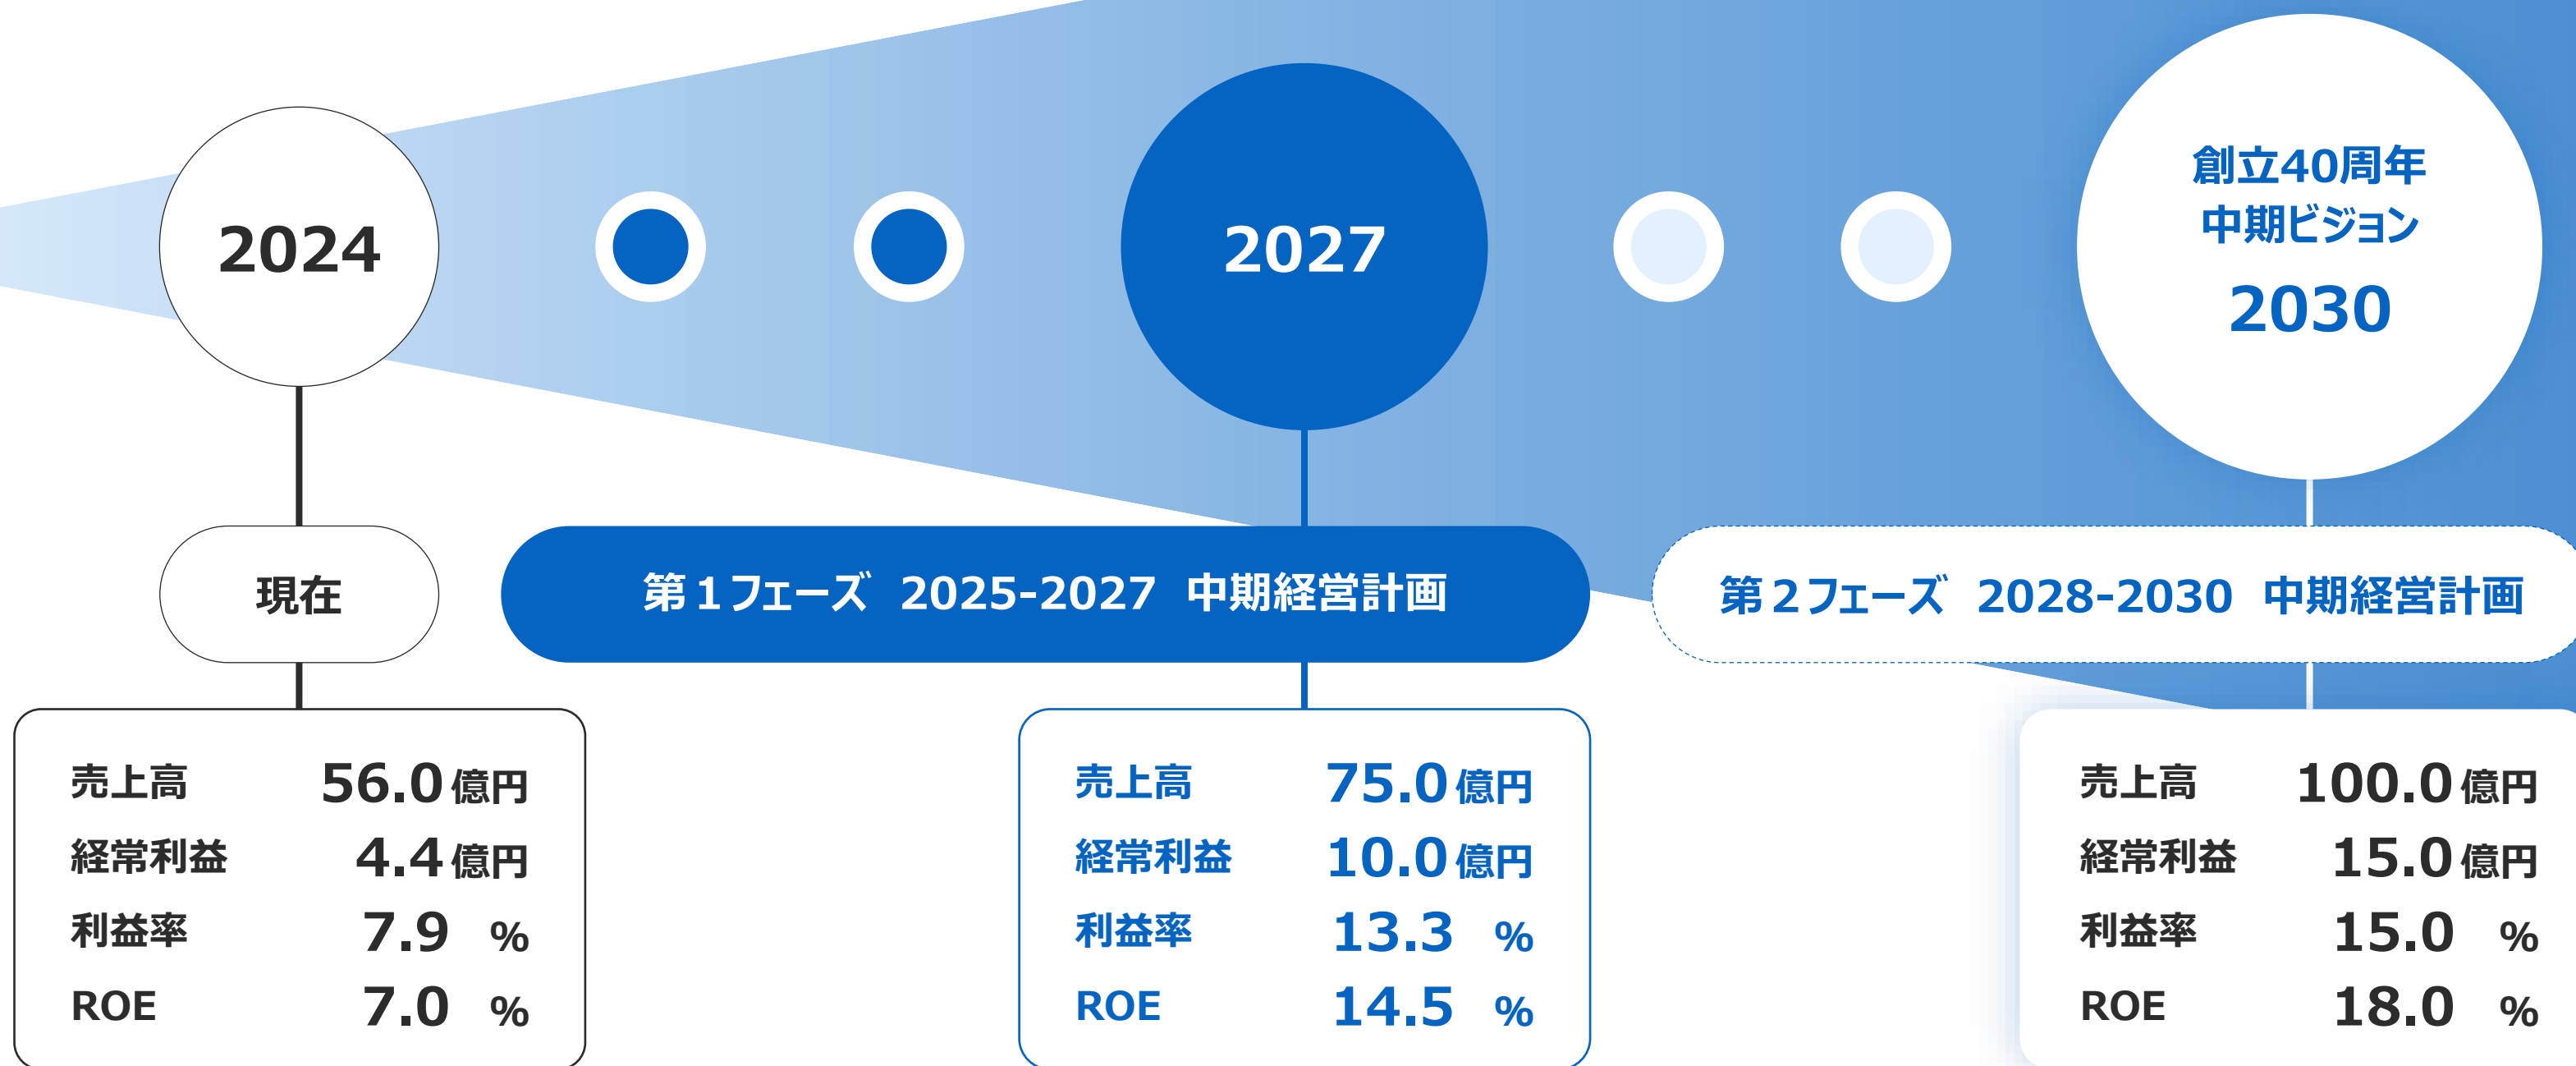 2024
2027
創立40周年
中期ビジョン
2030
現在
第1フェーズ 2025-2027 中期経営計画
第2フェーズ 2028-2030 中期経営計画
売上高 56.0億円
経常利益 4.4億円
利益率 7.9 %
ROE 7.0 %
売上高 75.0億円
経常利益 10.0億円
利益率 13.3 %
ROE 14.5 %
売上高 100.0億円
経常利益 15.0億円
利益率 15.0 %
ROE 18.0 %